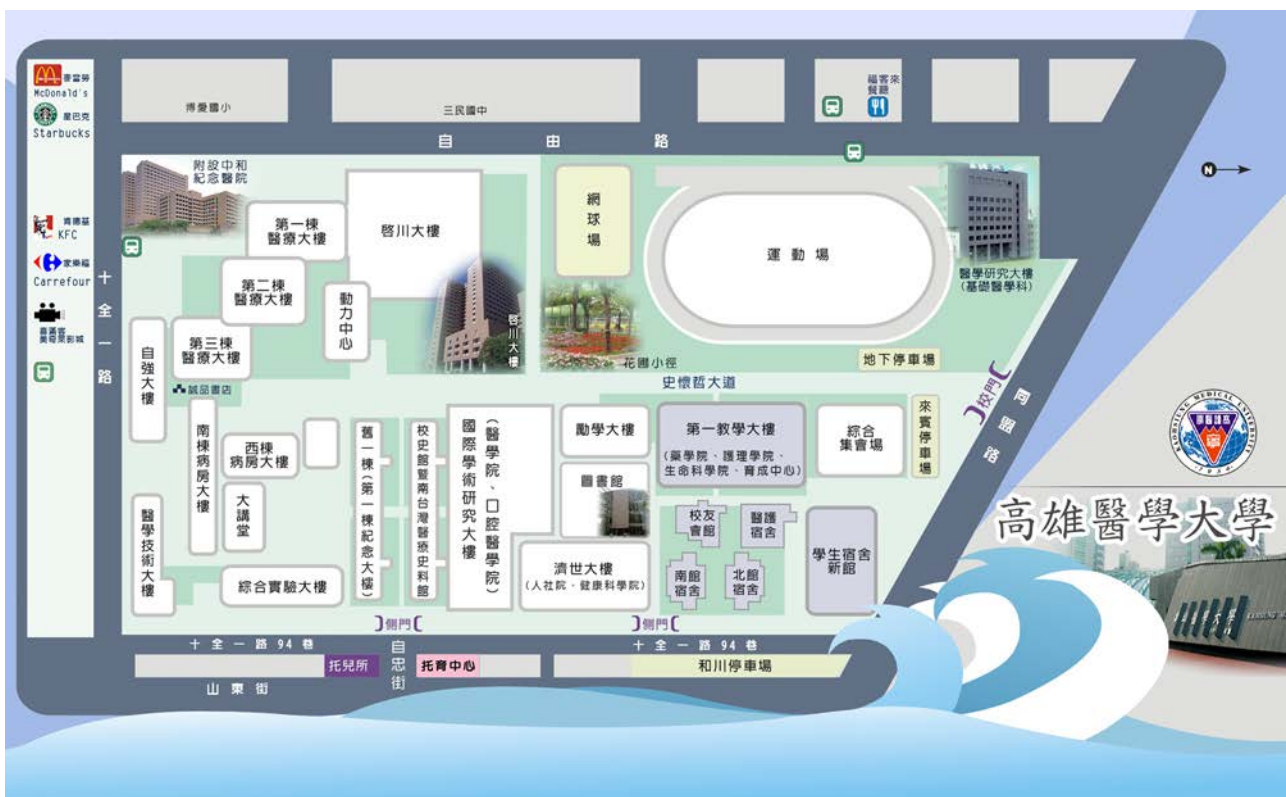 麥當勞
McDonald's
星巴克
Starbucks
肯德基
KFC
家樂福
Carrefour
十全一路
博愛國小
三民國中
福客來
餐廳
自由路
N
附設中和
紀念醫院
第一棟
醫療大樓
啓川大樓
網球場
運動場
醫學研究大樓
(基礎醫學科)
第二棟
醫療大樓
動力中心
啓川大樓
自強大樓
第三棟
醫療大樓
誠品書店
花園小徑
地下停車場
史懷哲大道
校門
同盟路
南棟病房大樓
西棟
病房大樓
大講堂
醫學技術大樓
綜合實驗大樓
舊一棟(第一棟紀念大樓)
校史館暨南台灣醫療史料館
國際學術研究大樓
(醫學院、口腔醫學院)
勵學大樓
圖書館
濟世大樓
(人社院、健康科學院)
第一教學大樓
(藥學院、護理學院、
生命科學院、育成中心)
綜合
集會場
來賓停車場
校友
會館
醫護
宿舍
南館
宿舍
北館
宿舍
學生宿舍
新館
側門
側門
十全一路94巷
自忠街
十全一路94巷
托兒所
托育中心
和川停車場
山東街
KAOHSIUNG MEDICAL UNIVERSITY
1954
高雄醫學大學